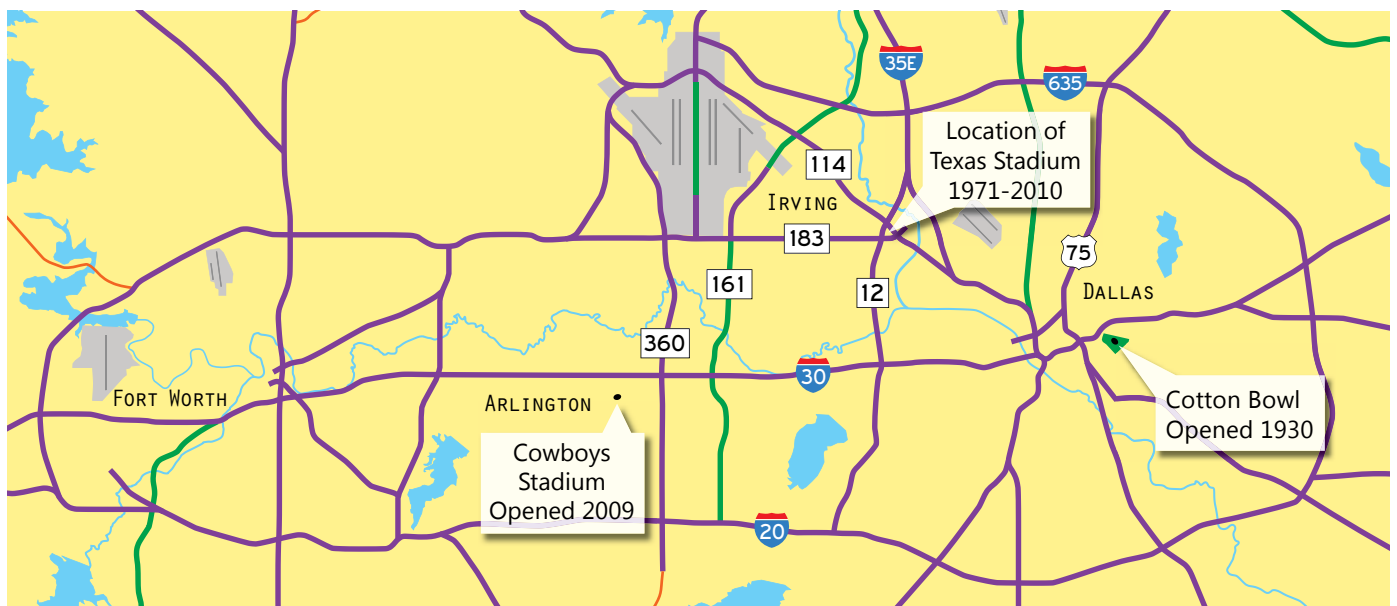 35E
635
Location of
Texas Stadium
1971-2010
114
IRVING
183
75
161
12
DALLAS
360
30
FORT WORTH
ARLINGTON
Cotton Bowl
Opened 1930
Cowboys
Stadium
Opened 2009
20